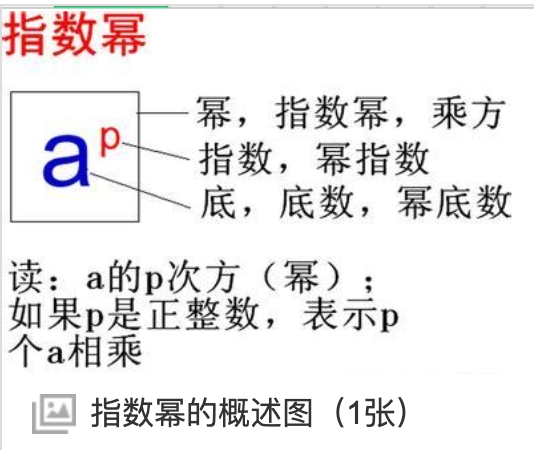 指数幂
ap
幂，指数幂，乘方
指数，幂指数
底，底数，幂底数
读：a的p次方（幂）；
如果p是正整数，表示p
个a相乘
指数幂的概述图（1张）